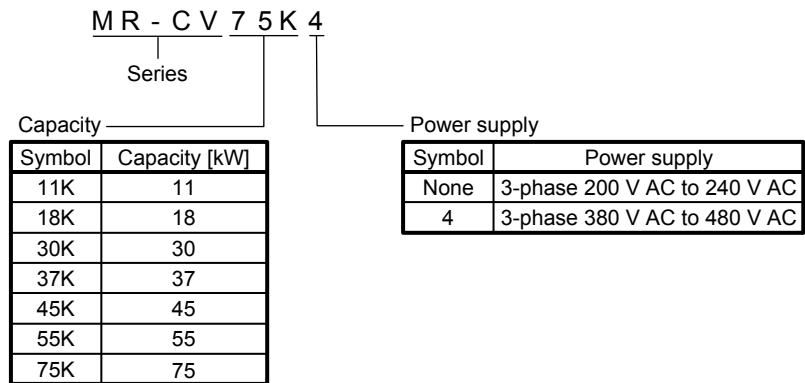 MR-CV75K4
Series
Capacity
Symbol Capacity [kW]
11K 11
18K 18
30K 30
37K 37
45K 45
55K 55
75K 75
Power supply
Symbol Power supply
None 3-phase 200 V AC to 240 V AC
4 3-phase 380 V AC to 480 V AC